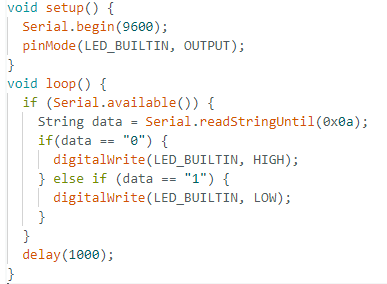 void setup() {
  Serial.begin(9600);
  pinMode(LED_BUILTIN, OUTPUT);
}
void loop() {
  if (Serial.available()) {
    String data = Serial.readStringUntil(0x0a);
    if(data == "0") {
      digitalWrite(LED_BUILTIN, HIGH);
    } else if (data == "1") {
      digitalWrite(LED_BUILTIN, LOW);
    }
  }
  delay(1000);
}